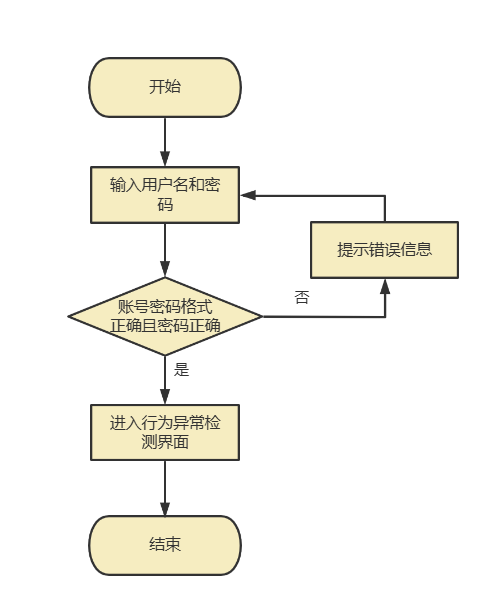 开始
输入用户名和密
码
提示错误信息
否
账号密码格式
正确且密码正确
是
进入行为异常检
测界面
结束